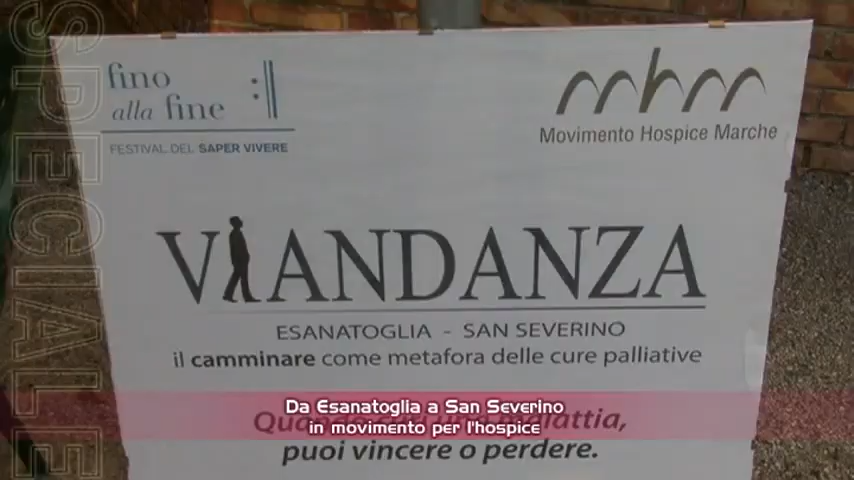 SPECIALE
fino
alla fine
FESTIVAL DEL SAPER VIVERE
mhm
Movimento Hospice Marche
VIANDANZA
ESANATOGLIA - SAN SEVERINO
il camminare come metafora delle cure palliative
Da Esanatoglia a San Severino
in movimento per l'hospice
puoi vincere o perdere.